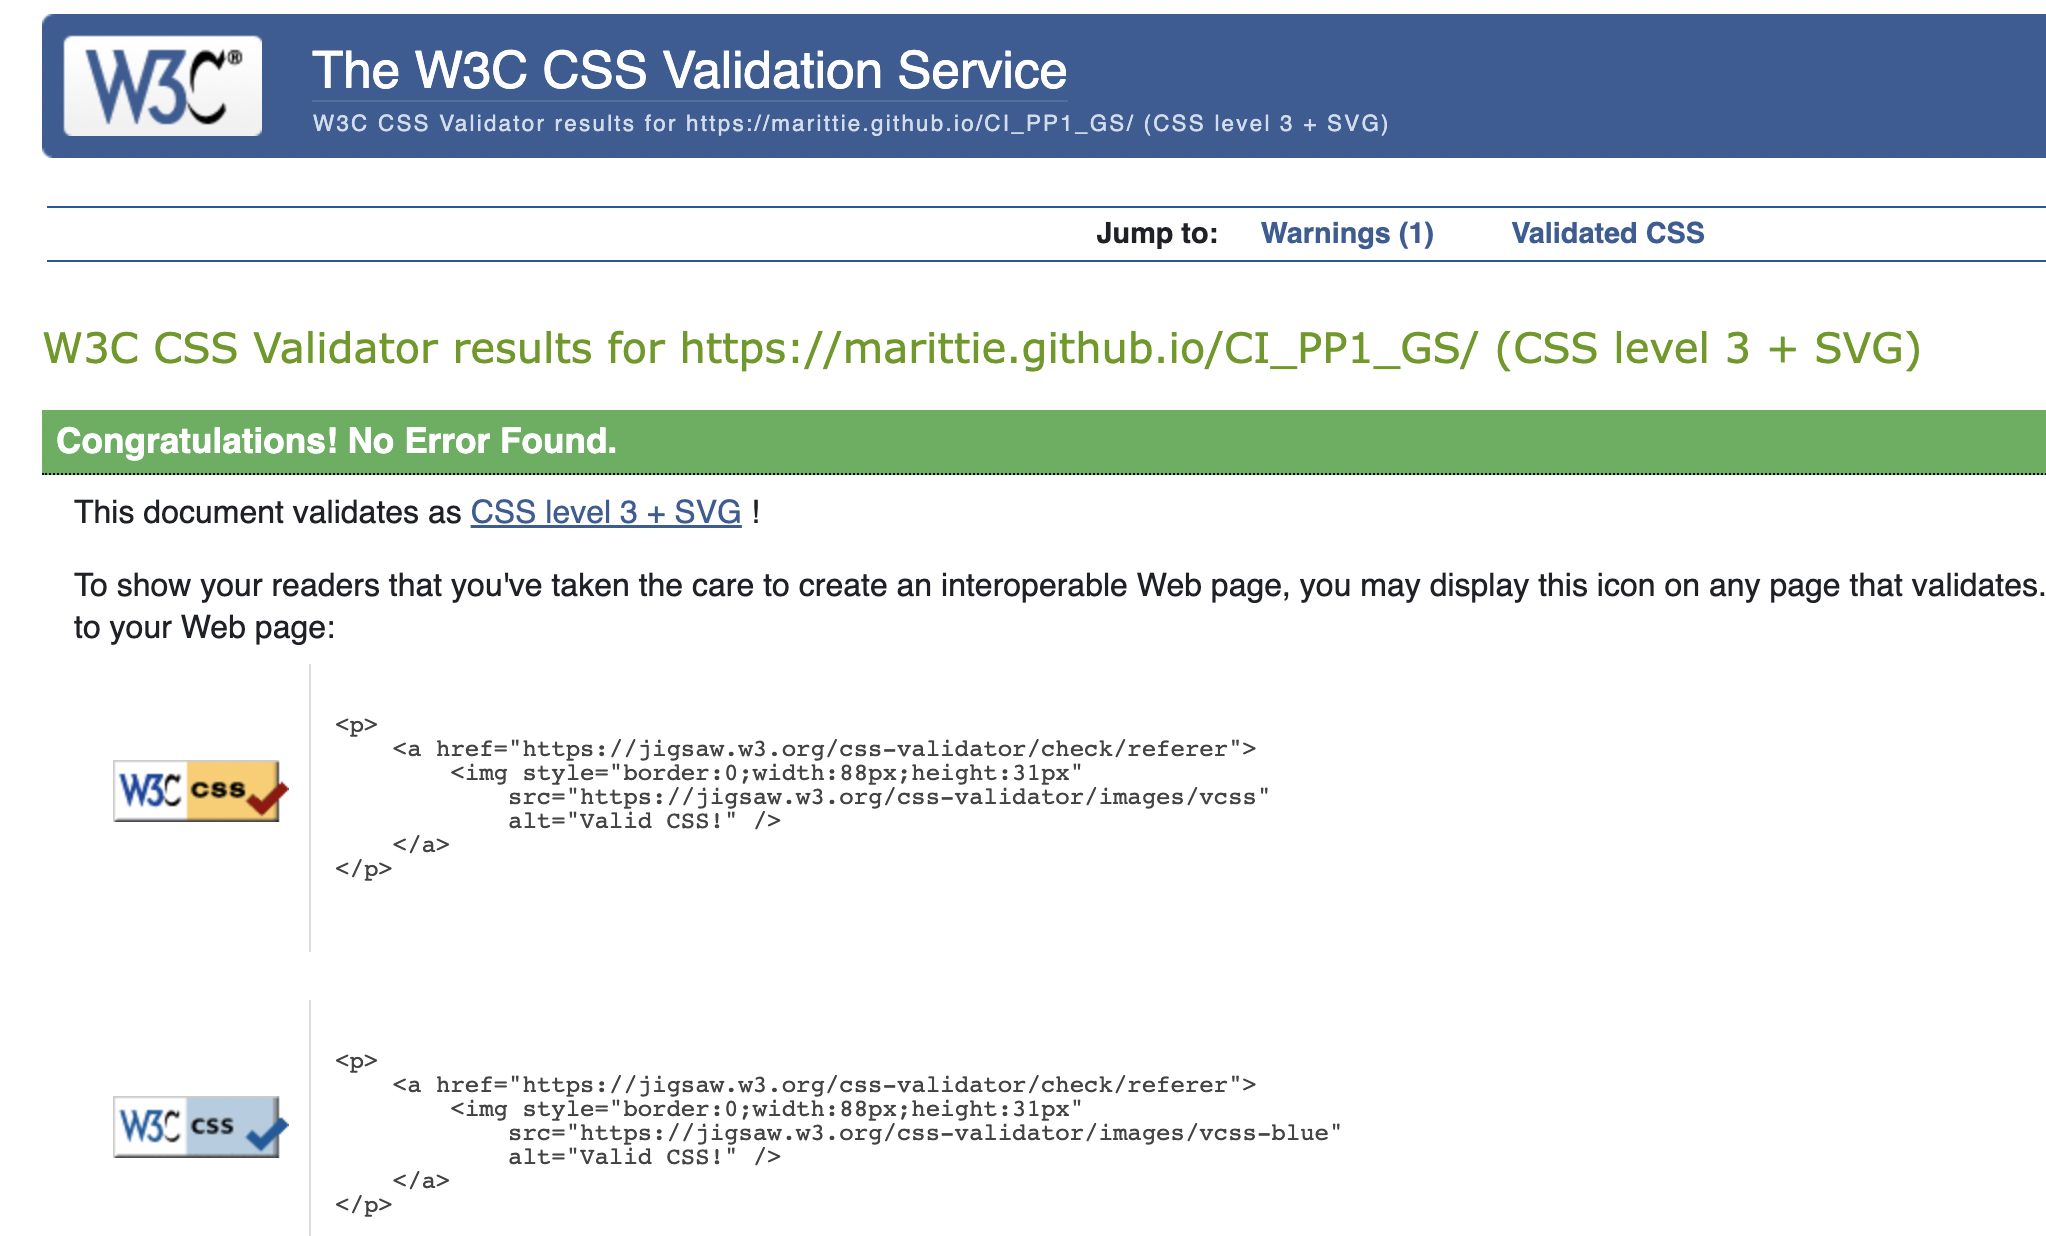 W3C®
The W3C CSS Validation Service
W3C CSS Validator results for https://marittie.github.io/CI_PP1_GS/ (CSS level 3 + SVG)
Jump to: Warnings (1) Validated CSS
W3C CSS Validator results for https://marittie.github.io/CI_PP1_GS/ (CSS level 3 + SVG)
Congratulations! No Error Found.
This document validates as CSS level 3 + SVG !
To show your readers that you've taken the care to create an interoperable Web page, you may display this icon on any page that validates.
to your Web page:
<p>
    <a href="https://jigsaw.w3.org/css-validator/check/referer">
        <img style="border:0;width:88px;height:31px"
            src="https://jigsaw.w3.org/css-validator/images/vcss"
            alt="Valid CSS!" />
    </a>
</p>
W3C css
<p>
    <a href="https://jigsaw.w3.org/css-validator/check/referer">
        <img style="border:0;width:88px;height:31px"
            src="https://jigsaw.w3.org/css-validator/images/vcss-blue"
            alt="Valid CSS!" />
    </a>
</p>
W3C css